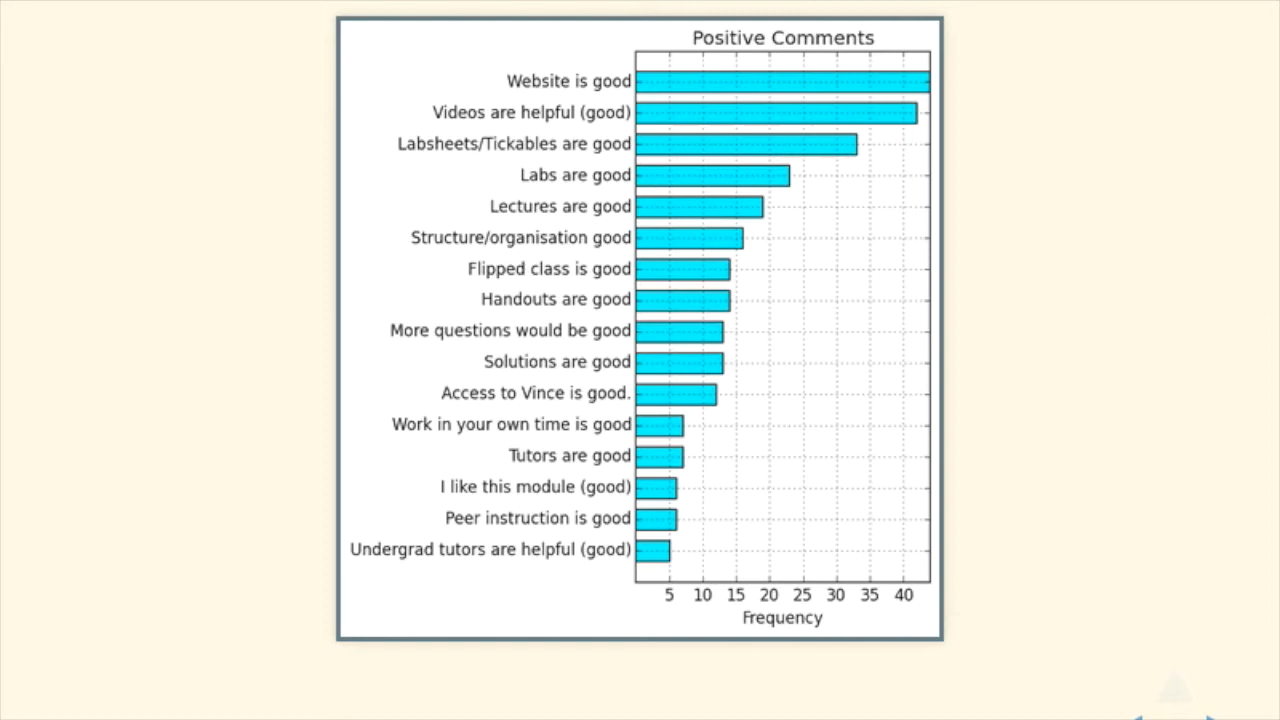 Positive Comments
Website is good
Videos are helpful (good)
Labsheets/Tickables are good
Labs are good
Lectures are good
Structure/organisation good
Flipped class is good
Handouts are good
More questions would be good
Solutions are good
Access to Vince is good.
Work in your own time is good
Tutors are good
I like this module (good)
Peer instruction is good
Undergrad tutors are helpful (good)
5 10 15 20 25 30 35 40
Frequency